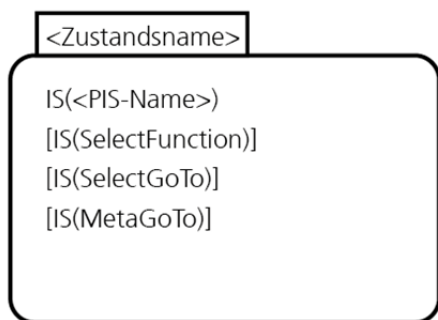 <Zustandsname>
IS(<PIS-Name>)
[IS(SelectFunction)]
[IS(SelectGoTo)]
[IS(MetaGoTo)]